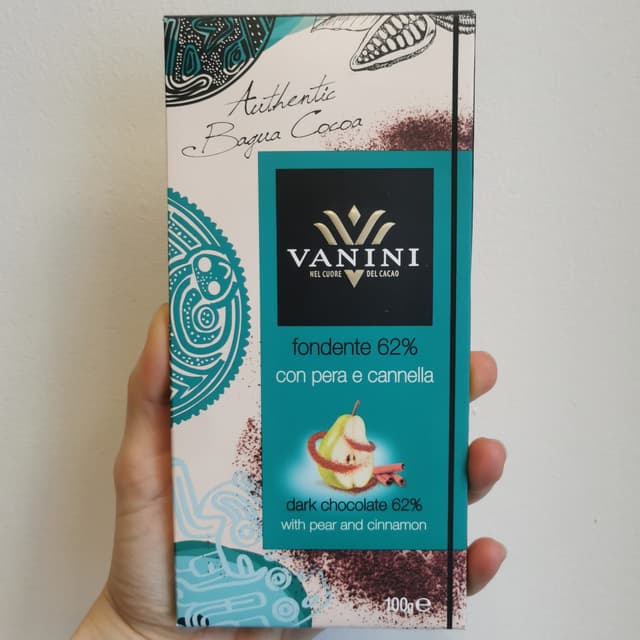 Authentic
Bagua Cocoa
VANINI
NEL CUORE DEL CACAO
fondente 62%
con pera e cannella
dark chocolate 62%
with pear and cinnamon
100g ℮